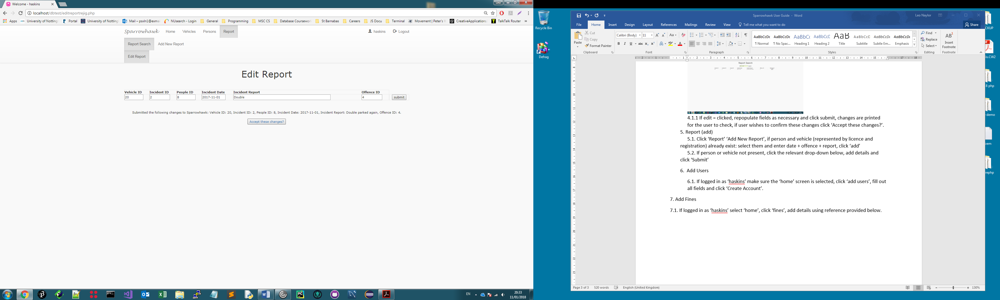 Welcome - haskins
Leo
localhost/dbtest/editreportrejig.php
Apps University of Notting Portal University of Notting Mail – psxln1@exma NUsearch - Login General Programming MSC CS Database Coursework St Barnabas Careers JS Docu Terminal Movement | Peter's V CreativeApplications. TalkTalk Router »
Sparrowhawk Home Vehicles Persons Report haskins Logout
Report Search Add New Report
Edit Report
Edit Report
Vehicle ID Incident ID People ID Incident Date Incident Report Offence ID
20 2 8 2017-11-01 Double 4 submit
Submitted the following changes to Sparrowhawk: Vehicle ID: 20, Incident ID: 2, People ID: 8, Incident Date: 2017-11-01, Incident Report: Double parked again, Offence ID: 4.
Accept these changes?
EN 20:33
11/01/2018
Recycle Bin
Defrag
Sparrowhawk User Guide - Word
Leo Naylor
File Home Insert Design Layout References Mailings Review View Tell me what you want to do Share
Paste
Cut
Copy
Format Painter
Calibri (Body) 11
AaBbCcDc AaBbCcDc AaBbCc AaBbCcE AaB AaBbCcD AaBbCcDc AaBbCcDc
¶ Normal ¶ No Spac... Heading 1 Heading 2 Title Subtitle Subtle Em... Emphasis
Find
Replace
Select
AB1
Insert
Footnote
Clipboard Font Paragraph Styles Editing Footnote
Report Search
4.1.1 If edit = clicked, repopulate fields as necessary and click submit, changes are printed
for the user to check, if user wishes to confirm these changes click ‘Accept these changes?’.
5. Report (add)
5.1. Click ‘Report’ ‘Add New Report’, if person and vehicle (represented by licence and
registration) already exist: select them and enter date + offence + report, click ‘add’
5.2. If person or vehicle not present, click the relevant drop-down below, add details and
click ‘Submit’
6. Add Users
6.1. If logged in as ‘haskins’ make sure the ‘home’ screen is selected, click ‘add users’, fill out
all fields and click ‘Create Account’.
7. Add Fines
7.1. If logged in as ‘haskins’ select ‘home’, click ‘fines’, add details using reference provided below.
Page 3 of 3 520 words English (United Kingdom) 130%
CKUP
is.CW2
8 php
-demo
oem
rephp